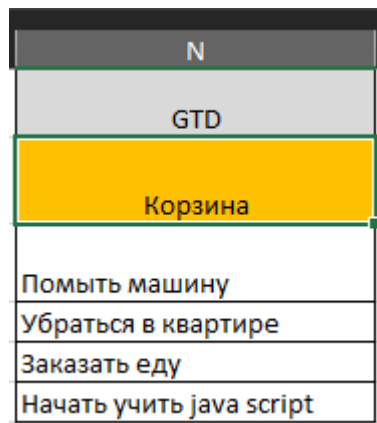 N
GTD
Корзина
Помыть машину
Убраться в квартире
Заказать еду
Начать учить java script